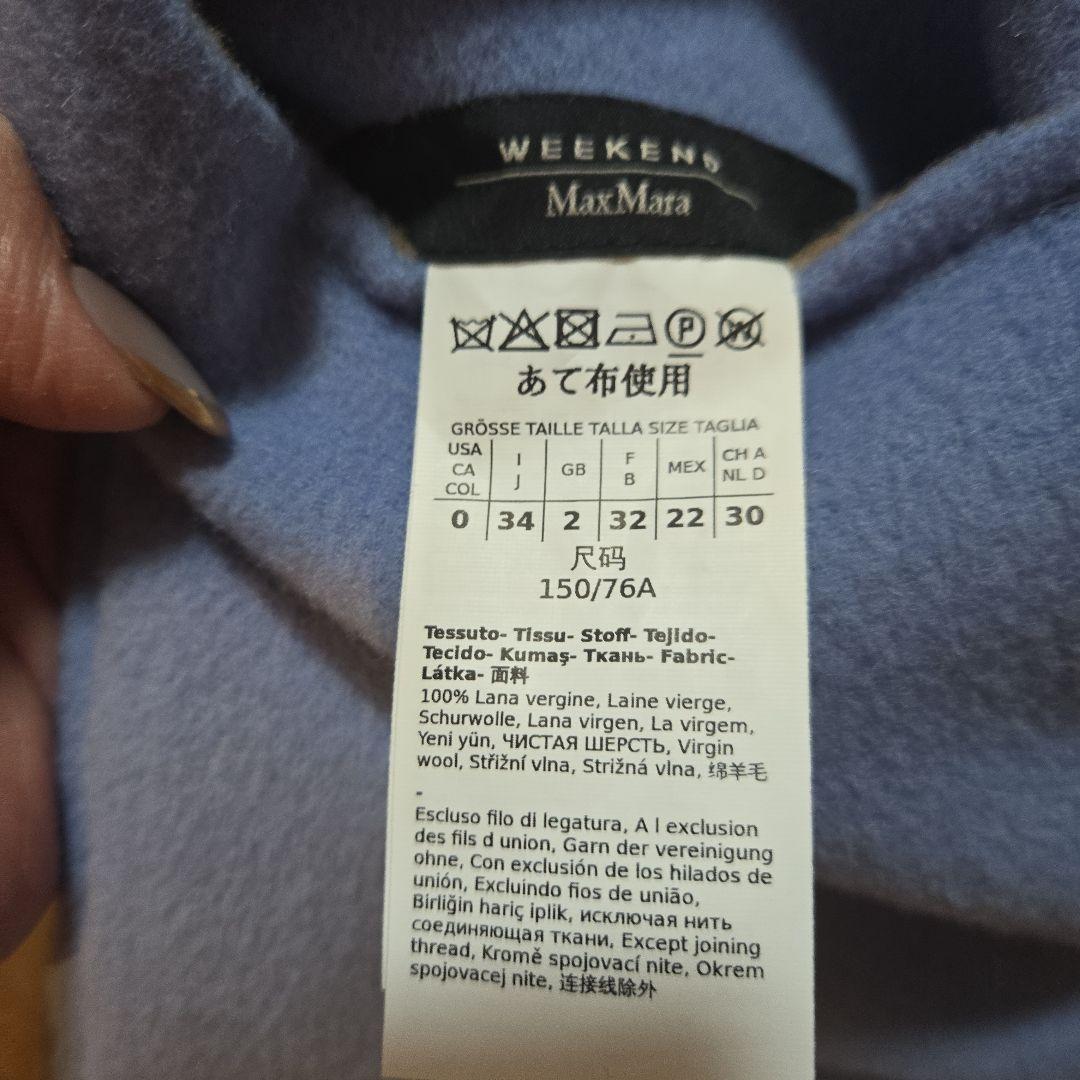 WEEKEND
MaxMara
P W
あて布使用
GRÖSSE TAILLE TALLA SIZE TAGLIA
USA CA COL I J GB F B MEX CH A NL D
0 34 2 32 22 30
尺码
150/76A
Tessuto- Tissu- Stoff- Tejido-
Tecido- Kumaş- Ткань- Fabric-
Látka- 面料
100% Lana vergine, Laine vierge,
Schurwolle, Lana virgen, La virgem,
Yeni yün, ЧИСТАЯ ШЕРСТЬ, Virgin
wool, Střižní vlna, Strižná vlna, 绵羊毛
-
Escluso filo di legatura, A l exclusion
des fils d union, Garn der vereinigung
ohne, Con exclusión de los hilados de
unión, Excluindo fios de união,
Birliğin hariç iplik, исключая нить
соединяющая ткани, Except joining
thread, Kromě spojovací nite, Okrem
spojovacej nite, 连接线除外